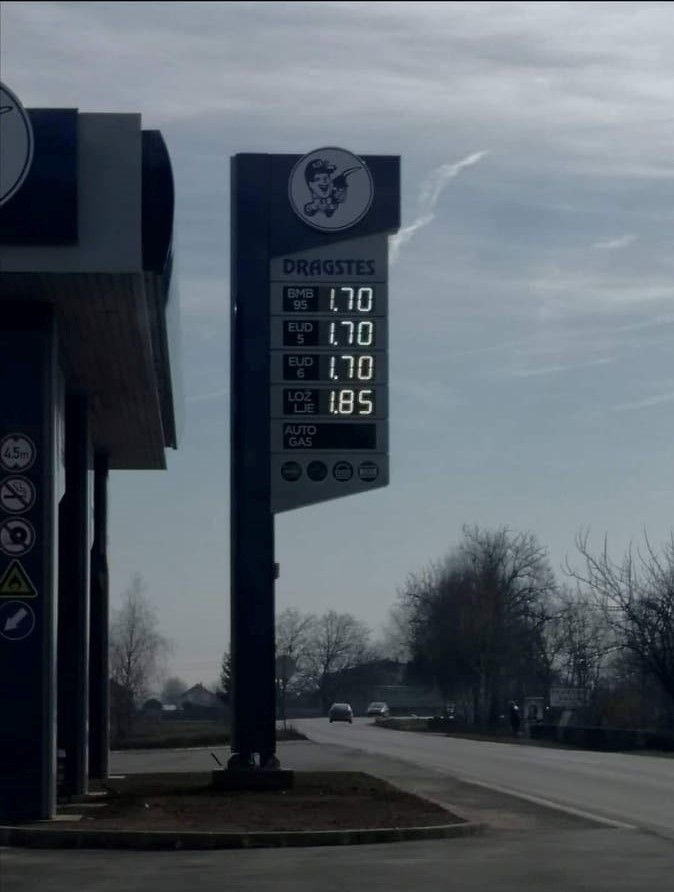 DRAGSTES
BMB
95
1.70
EUD
5
1.70
EUD
6
1.70
LOŽ
LJE
1.85
AUTO
GAS
4.5m